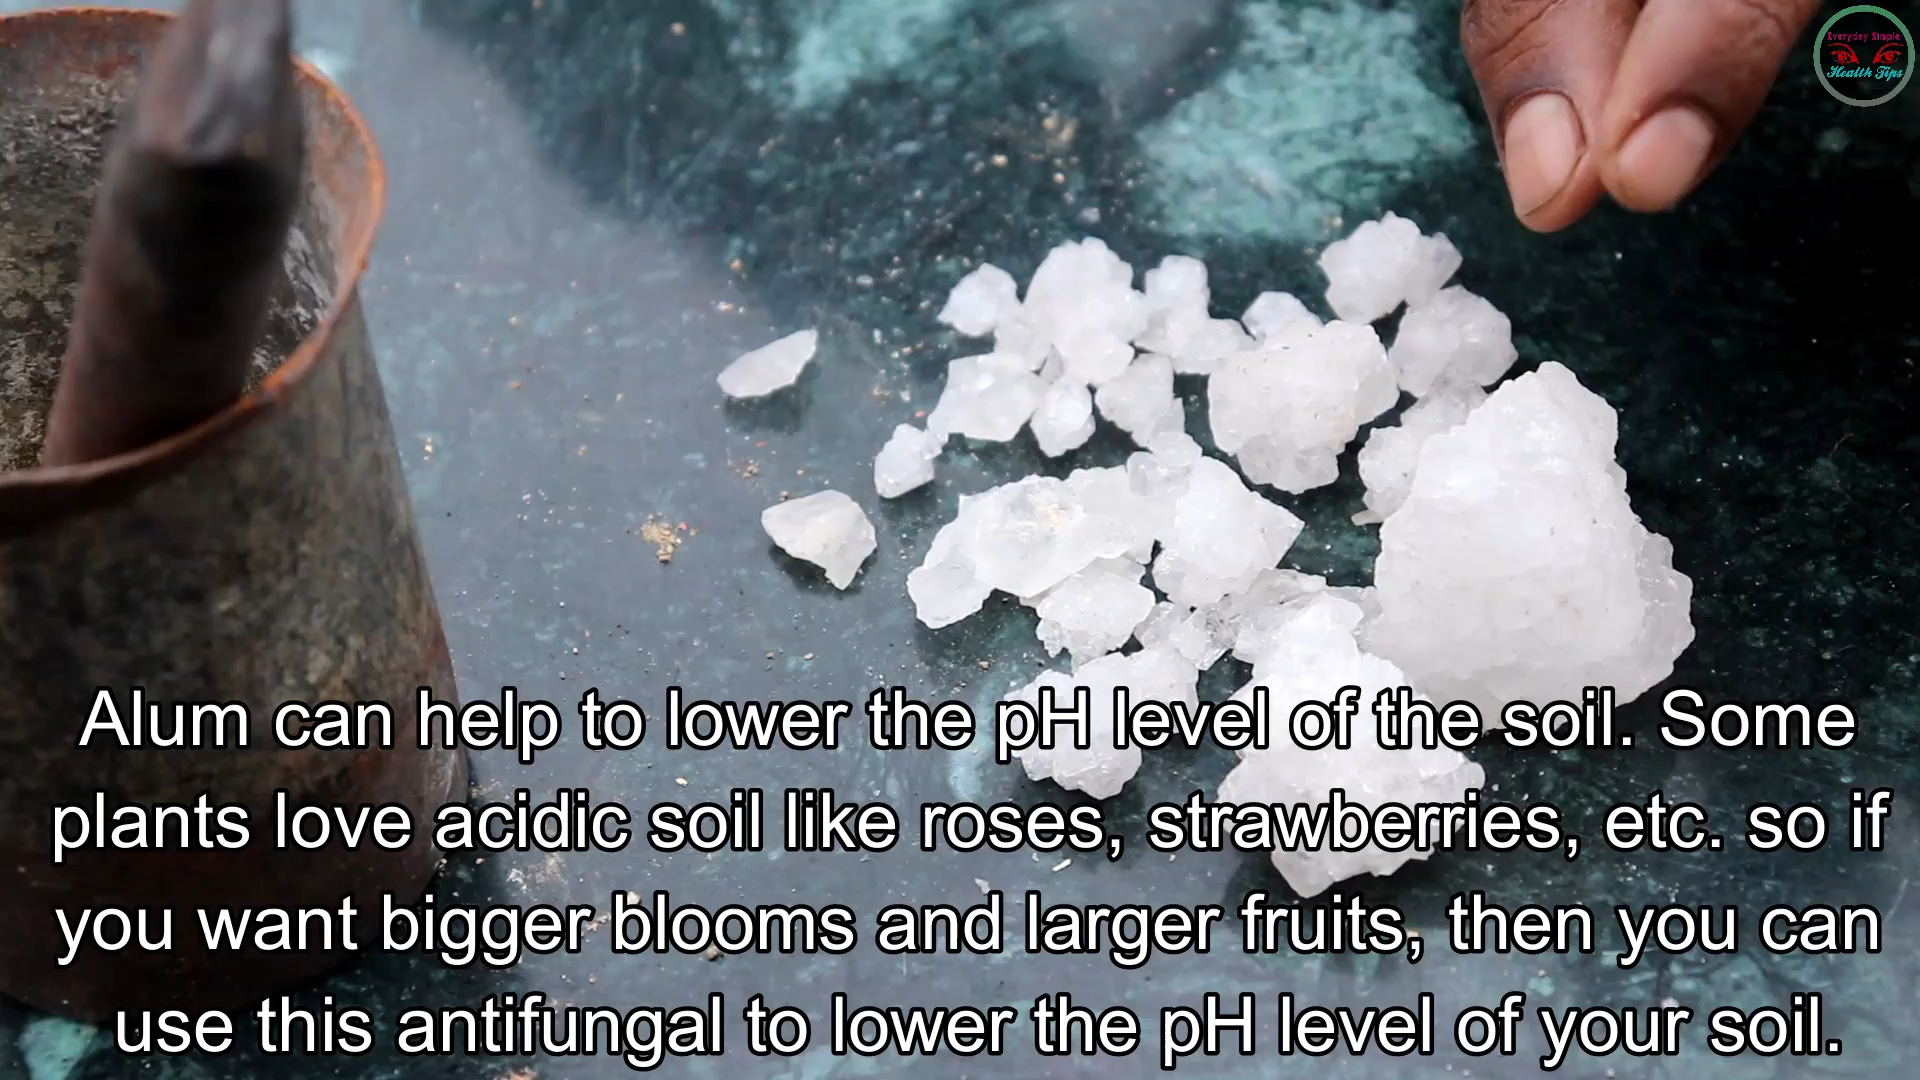 Everyday Simple
Health Tips
Alum can help to lower the pH level of the soil. Some
plants love acidic soil like roses, strawberries, etc. so if
you want bigger blooms and larger fruits, then you can
use this antifungal to lower the pH level of your soil.